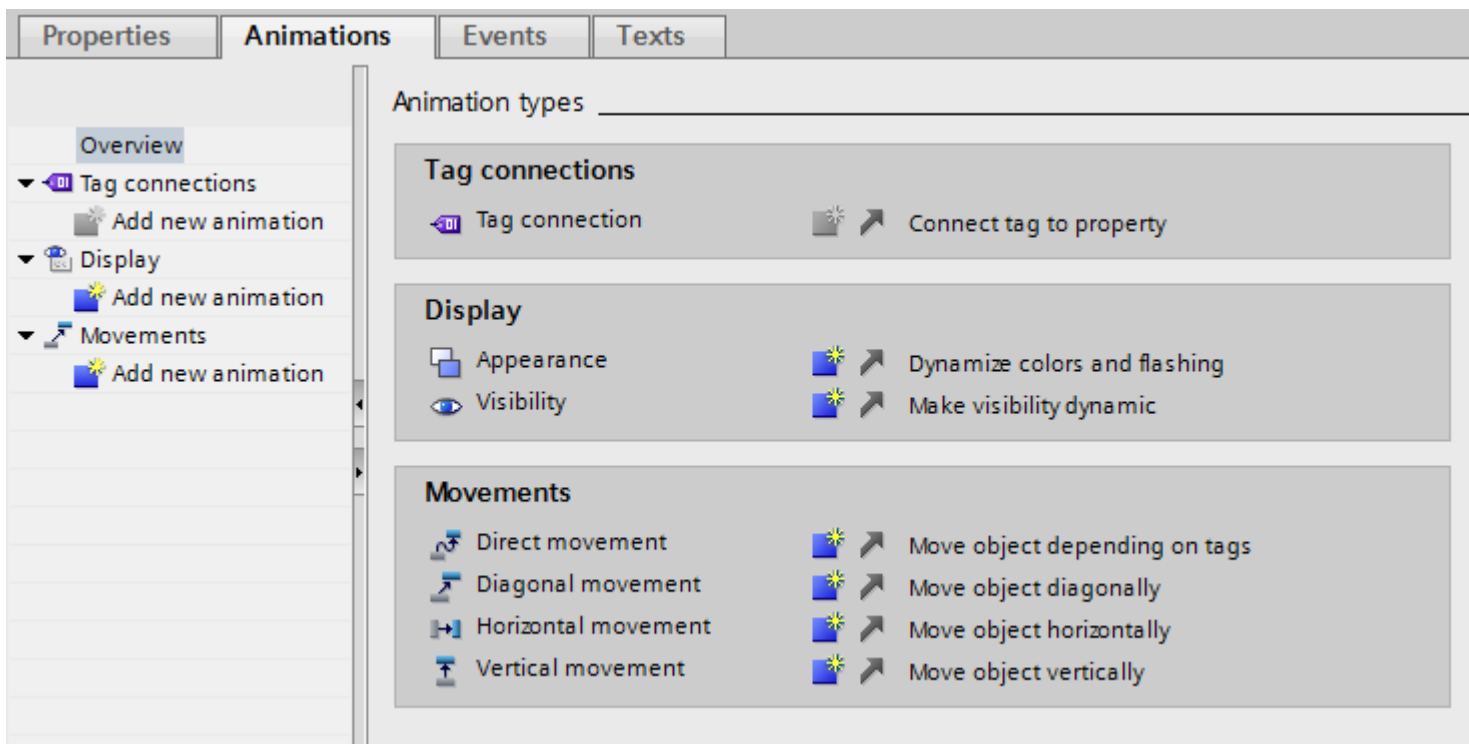 Properties Animations Events Texts
Overview
Tag connections
Add new animation
Display
Add new animation
Movements
Add new animation
Animation types
Tag connections
Tag connection Connect tag to property
Display
Appearance Dynamize colors and flashing
Visibility Make visibility dynamic
Movements
Direct movement Move object depending on tags
Diagonal movement Move object diagonally
Horizontal movement Move object horizontally
Vertical movement Move object vertically